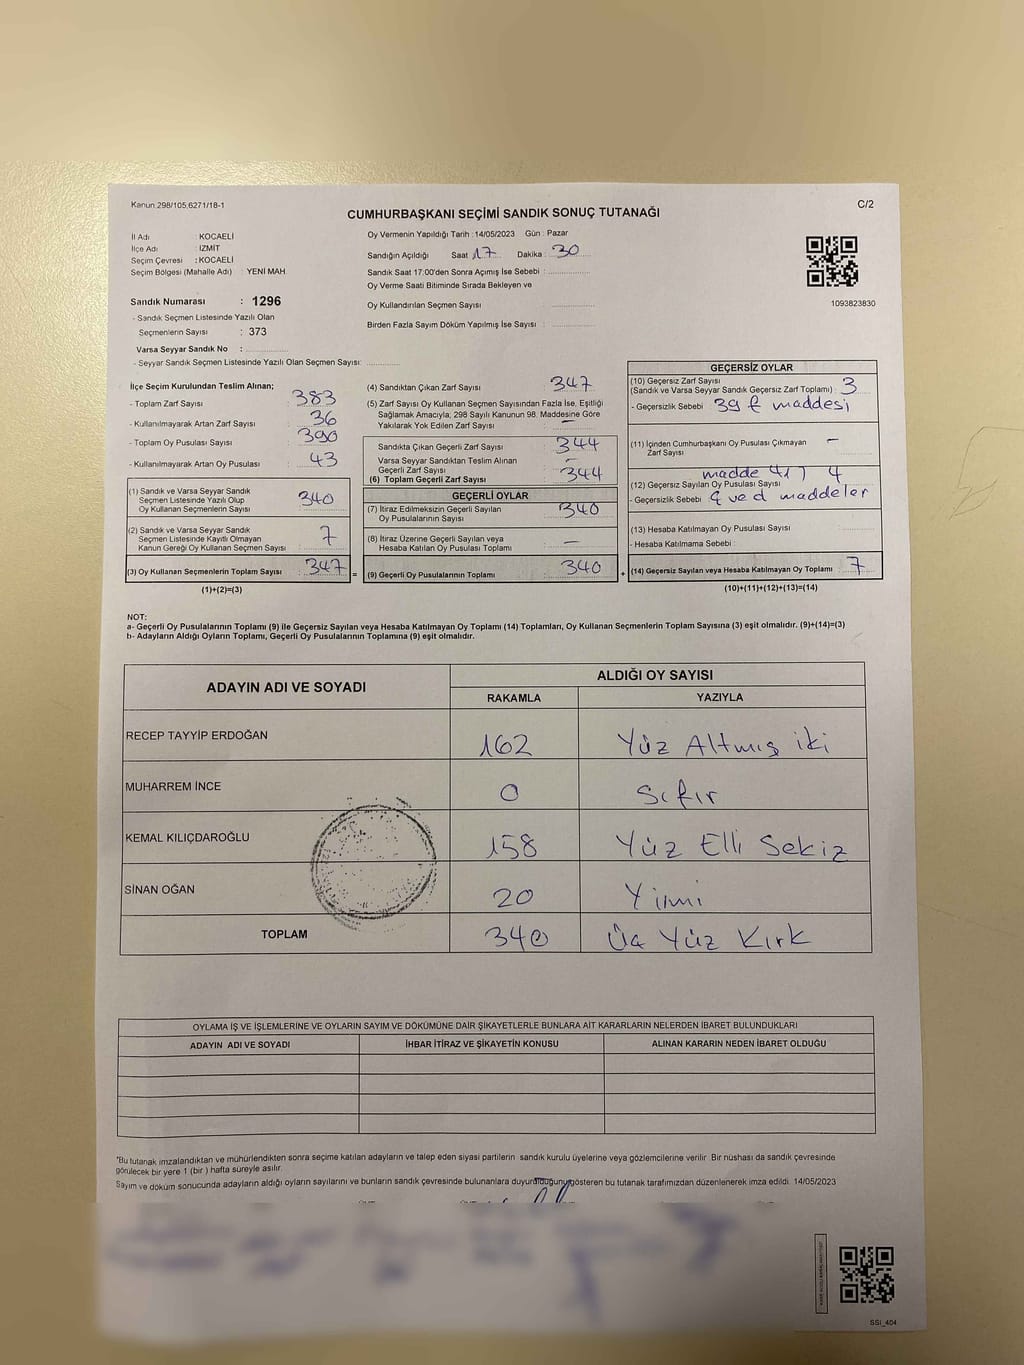 Kanun:298/105,6271/18-1
C/2
CUMHURBAŞKANI SEÇİMİ SANDIK SONUÇ TUTANAĞI
İl Adı : KOCAELİ
İlçe Adı : İZMİT
Seçim Çevresi : KOCAELİ
Seçim Bölgesi (Mahalle Adı) : YENİ MAH
Sandık Numarası : 1296
- Sandık Seçmen Listesinde Yazılı Olan
Seçmenlerin Sayısı : 373
Varsa Seyyar Sandık No :
- Seyyar Sandık Seçmen Listesinde Yazılı Olan Seçmen Sayısı:
Oy Vermenin Yapıldığı Tarih :14/05/2023 Gün : Pazar
Sandığın Açıldığı Saat 17 Dakika : 30
Sandık Saat 17.00'den Sonra Açımış İse Sebebi :
Oy Verme Saati Bitiminde Sırada Bekleyen ve
Oy Kullandırılan Seçmen Sayısı
Birden Fazla Sayım Döküm Yapılmış İse Sayısı :
1093823830
İlçe Seçim Kurulundan Teslim Alınan;
- Toplam Zarf Sayısı : 383
- Kullanılmayarak Artan Zarf Sayısı : 36
- Toplam Oy Pusulası Sayısı : 390
- Kullanılmayarak Artan Oy Pusulası : 43
(1) Sandık ve Varsa Seyyar Sandık
Seçmen Listesinde Yazılı Olup
Oy Kullanan Seçmenlerin Sayısı : 340
(2) Sandık ve Varsa Seyyar Sandık
Seçmen Listesinde Kayıtlı Olmayan
Kanun Gereği Oy Kullanan Seçmen Sayısı : 7
(3) Oy Kullanan Seçmenlerin Toplam Sayısı : 347
(1)+(2)=(3)
(4) Sandıktan Çıkan Zarf Sayısı : 347
(5) Zarf Sayısı Oy Kullanan Seçmen Sayısından Fazla İse, Eşitliği
Sağlamak Amacıyla; 298 Sayılı Kanunun 98. Maddesine Göre
Yakılarak Yok Edilen Zarf Sayısı : —
Sandıkta Çıkan Geçerli Zarf Sayısı : 344
Varsa Seyyar Sandıktan Teslim Alınan
Geçerli Zarf Sayısı : —
(6) Toplam Geçerli Zarf Sayısı : 344
GEÇERLİ OYLAR
(7) İtiraz Edilmeksizin Geçerli Sayılan
Oy Pusulalarının Sayısı : 340
(8) İtiraz Üzerine Geçerli Sayılan veya
Hesaba Katılan Oy Pusulası Toplamı : —
= (9) Geçerli Oy Pusulalarının Toplamı : 340
GEÇERSİZ OYLAR
(10) Geçersiz Zarf Sayısı
(Sandık ve Varsa Seyyar Sandık Geçersiz Zarf Toplamı) : 3
- Geçersizlik Sebebi : 39 f maddesi
(11) İçinden Cumhurbaşkanı Oy Pusulası Çıkmayan
Zarf Sayısı : —
madde 41
(12) Geçersiz Sayılan Oy Pusulası Sayısı : 4
- Geçersizlik Sebebi : ç ve d maddeler
(13) Hesaba Katılmayan Oy Pusulası Sayısı :
- Hesaba Katılmama Sebebi :
+ (14) Geçersiz Sayılan veya Hesaba Katılmayan Oy Toplamı : 7
(10)+(11)+(12)+(13)=(14)
NOT:
a- Geçerli Oy Pusulalarının Toplamı (9) ile Geçersiz Sayılan veya Hesaba Katılmayan Oy Toplamı (14) Toplamları, Oy Kullanan Seçmenlerin Toplam Sayısına (3) eşit olmalıdır. (9)+(14)=(3)
b- Adayların Aldığı Oyların Toplamı, Geçerli Oy Pusulalarının Toplamına (9) eşit olmalıdır.
ADAYIN ADI VE SOYADI
ALDIĞI OY SAYISI
RAKAMLA YAZIYLA
RECEP TAYYİP ERDOĞAN 162 Yüz Altmış iki
MUHARREM İNCE 0 Sıfır
KEMAL KILIÇDAROĞLU 158 Yüz Elli Sekiz
SİNAN OĞAN 20 Yirmi
TOPLAM 340 Üç Yüz Kırk
OYLAMA İŞ VE İŞLEMLERİNE VE OYLARIN SAYIM VE DÖKÜMÜNE DAİR ŞİKAYETLERLE BUNLARA AİT KARARLARIN NELERDEN İBARET BULUNDUKLARI
ADAYIN ADI VE SOYADI İHBAR İTİRAZ VE ŞİKAYETİN KONUSU ALINAN KARARIN NEDEN İBARET OLDUĞU
*Bu tutanak imzalandıktan ve mühürlendikten sonra seçime katılan adayların ve talep eden siyasi partilerin sandık kurulu üyelerine veya gözlemcilerine verilir. Bir nüshası da sandık çevresinde
görülecek bir yere 1 (bir ) hafta süreyle asılır.
Sayım ve döküm sonucunda adayların aldığı oyların sayılarını ve bunların sandık çevresinde bulunanlara duyurulduğunu gösteren bu tutanak tarafımızdan düzenlenerek imza edildi. 14/05/2023
SSI_404